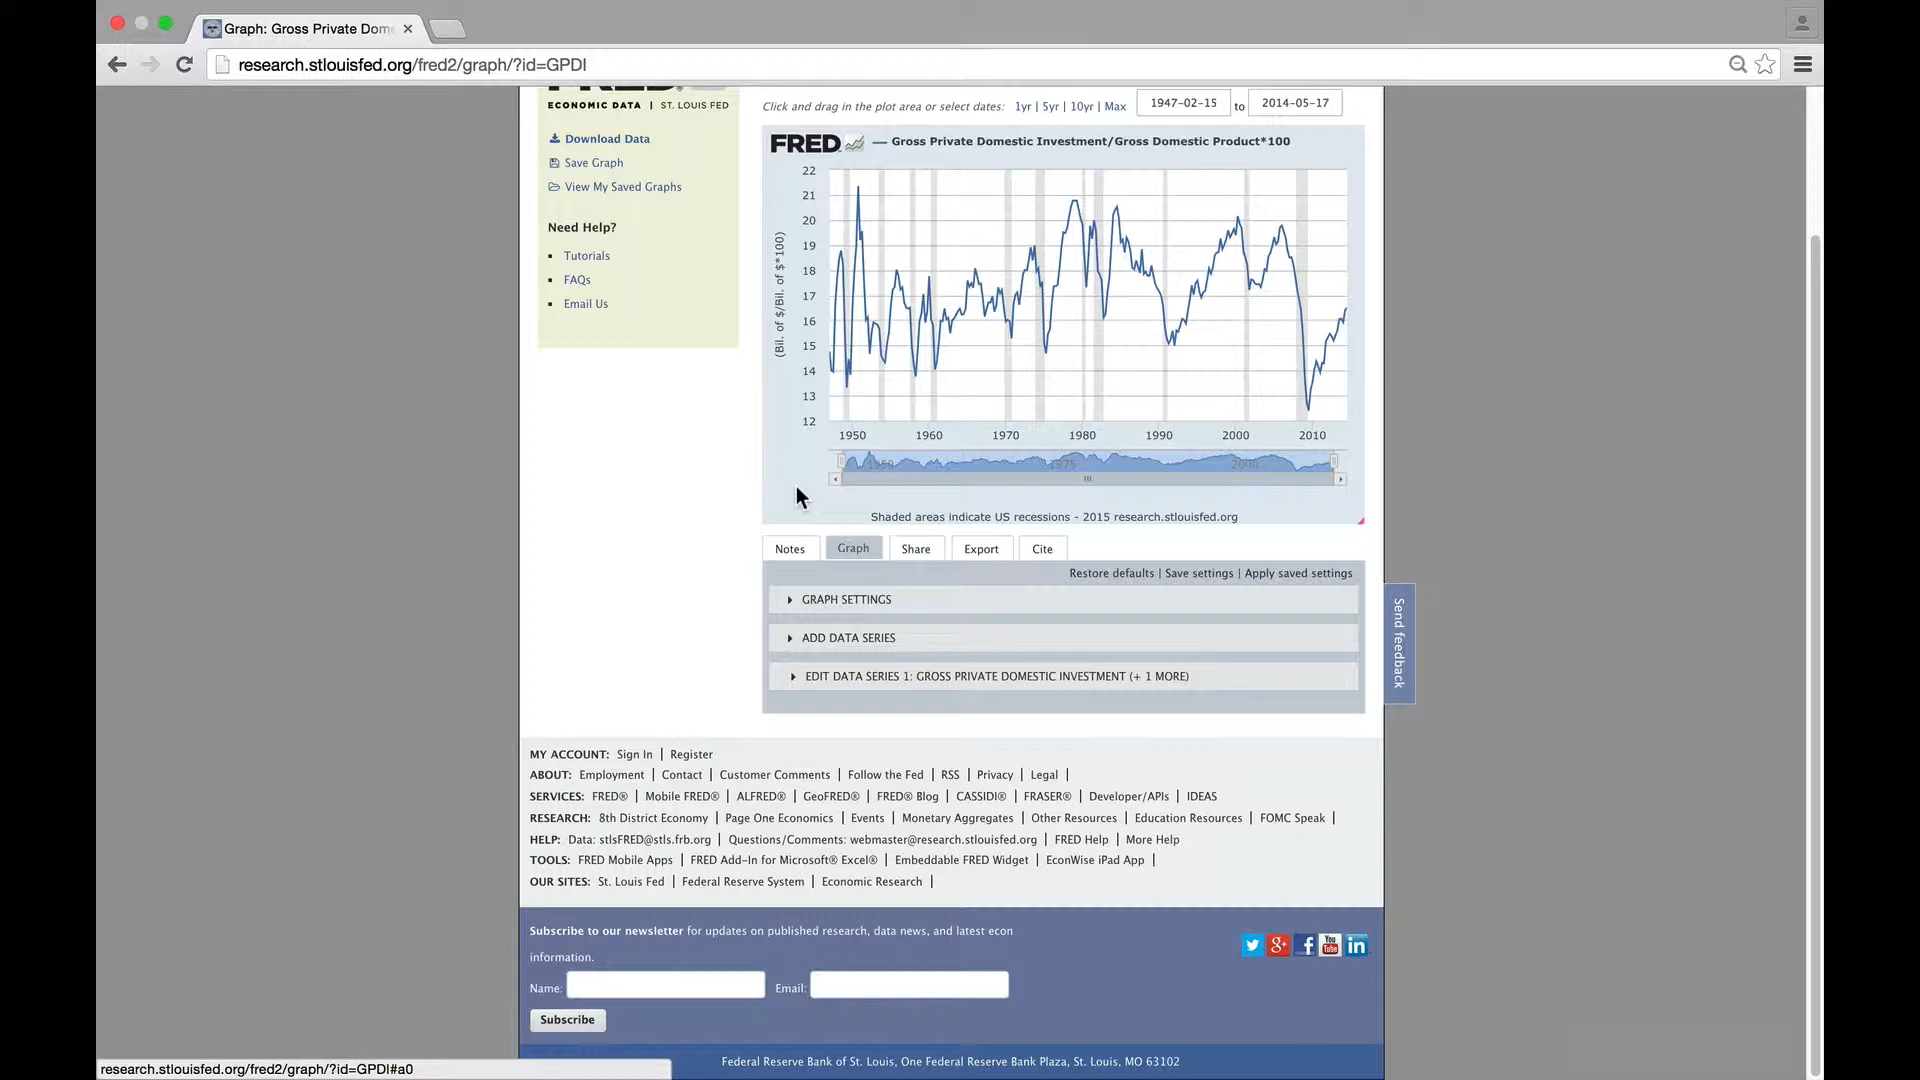 Graph: Gross Private Dom
research.stlouisfed.org/fred2/graph/?id=GPDI
ECONOMIC DATA | ST. LOUIS FED
Download Data
Save Graph
View My Saved Graphs
Need Help?
Tutorials
FAQs
Email Us
Click and drag in the plot area or select dates: 1yr | 5yr | 10yr | Max 1947-02-15 to 2014-05-17
FRED Gross Private Domestic Investment/Gross Domestic Product*100
(Bil. of $/Bil. of $*100)
22
21
20
19
18
17
16
15
14
13
12
1950 1960 1970 1980 1990 2000 2010
1950 1975 2000
Shaded areas indicate US recessions - 2015 research.stlouisfed.org
Notes Graph Share Export Cite
Restore defaults | Save settings | Apply saved settings
GRAPH SETTINGS
ADD DATA SERIES
EDIT DATA SERIES 1: GROSS PRIVATE DOMESTIC INVESTMENT (+ 1 MORE)
Send feedback
MY ACCOUNT: Sign In | Register
ABOUT: Employment | Contact | Customer Comments | Follow the Fed | RSS | Privacy | Legal |
SERVICES: FRED® | Mobile FRED® | ALFRED® | GeoFRED® | FRED® Blog | CASSIDI® | FRASER® | Developer/APIs | IDEAS
RESEARCH: 8th District Economy | Page One Economics | Events | Monetary Aggregates | Other Resources | Education Resources | FOMC Speak |
HELP: Data: stlsFRED@stls.frb.org | Questions/Comments: webmaster@research.stlouisfed.org | FRED Help | More Help
TOOLS: FRED Mobile Apps | FRED Add-In for Microsoft® Excel® | Embeddable FRED Widget | EconWise iPad App |
OUR SITES: St. Louis Fed | Federal Reserve System | Economic Research |
Subscribe to our newsletter for updates on published research, data news, and latest econ
information.
Name: Email:
Subscribe
You Tube
Federal Reserve Bank of St. Louis, One Federal Reserve Bank Plaza, St. Louis, MO 63102
research.stlouisfed.org/fred2/graph/?id=GPDI#a0